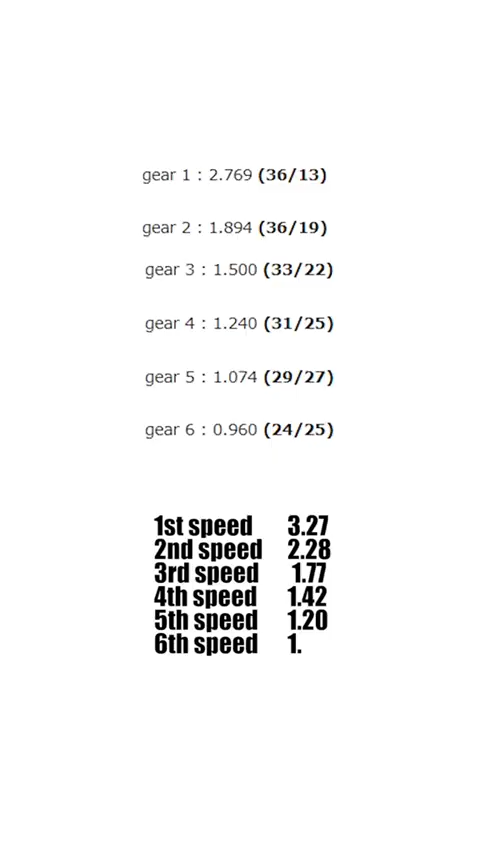 gear 1 : 2.769 (36/13)
gear 2 : 1.894 (36/19)
gear 3 : 1.500 (33/22)
gear 4 : 1.240 (31/25)
gear 5 : 1.074 (29/27)
gear 6 : 0.960 (24/25)
1st speed 3.27
2nd speed 2.28
3rd speed 1.77
4th speed 1.42
5th speed 1.20
6th speed 1.